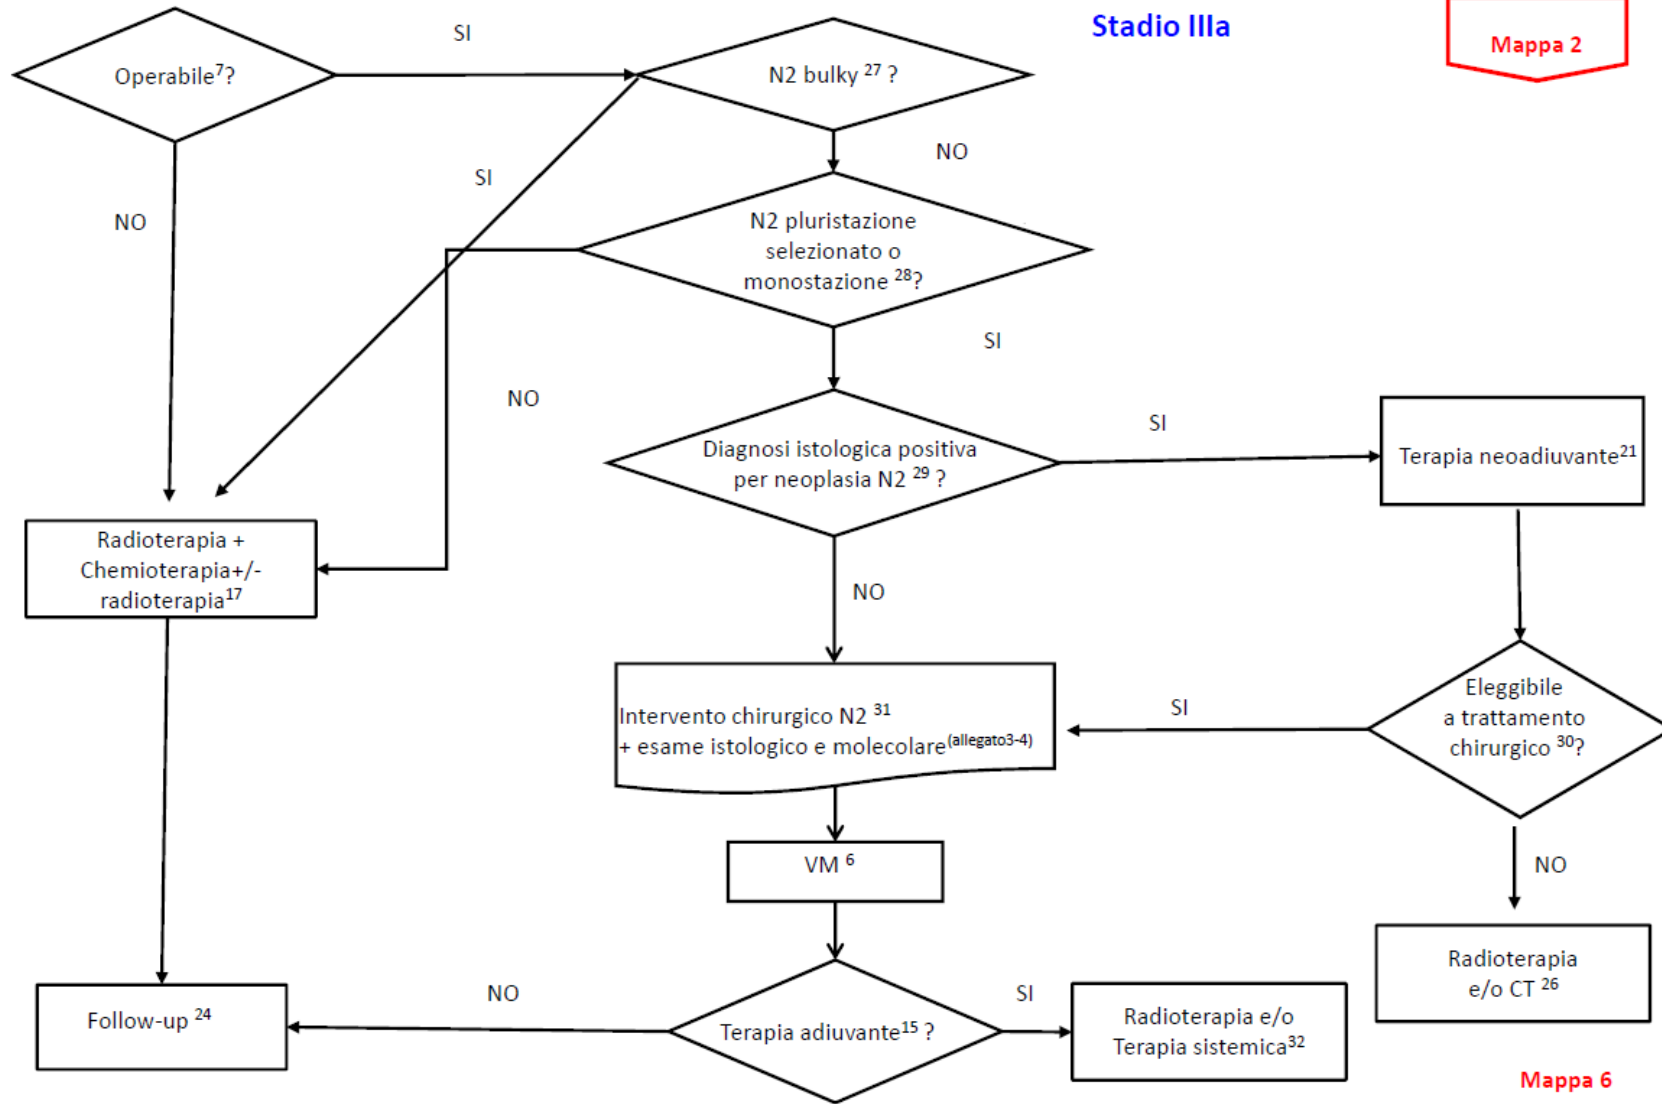 Stadio IIIa
Mappa 2
Operabile7?
SI
N2 bulky 27 ?
NO
SI
NO
N2 pluristazione
selezionato o
monostazione 28?
SI
NO
Diagnosi istologica positiva
per neoplasia N2 29 ?
SI
Terapia neoadiuvante21
Radioterapia +
Chemioterapia+/-
radioterapia17
NO
Intervento chirurgico N2 31
+ esame istologico e molecolare(allegato3-4)
SI
Eleggibile
a trattamento
chirurgico 30?
VM 6
NO
Radioterapia
e/o CT 26
Follow-up 24
NO
Terapia adiuvante15 ?
SI
Radioterapia e/o
Terapia sistemica32
Mappa 6